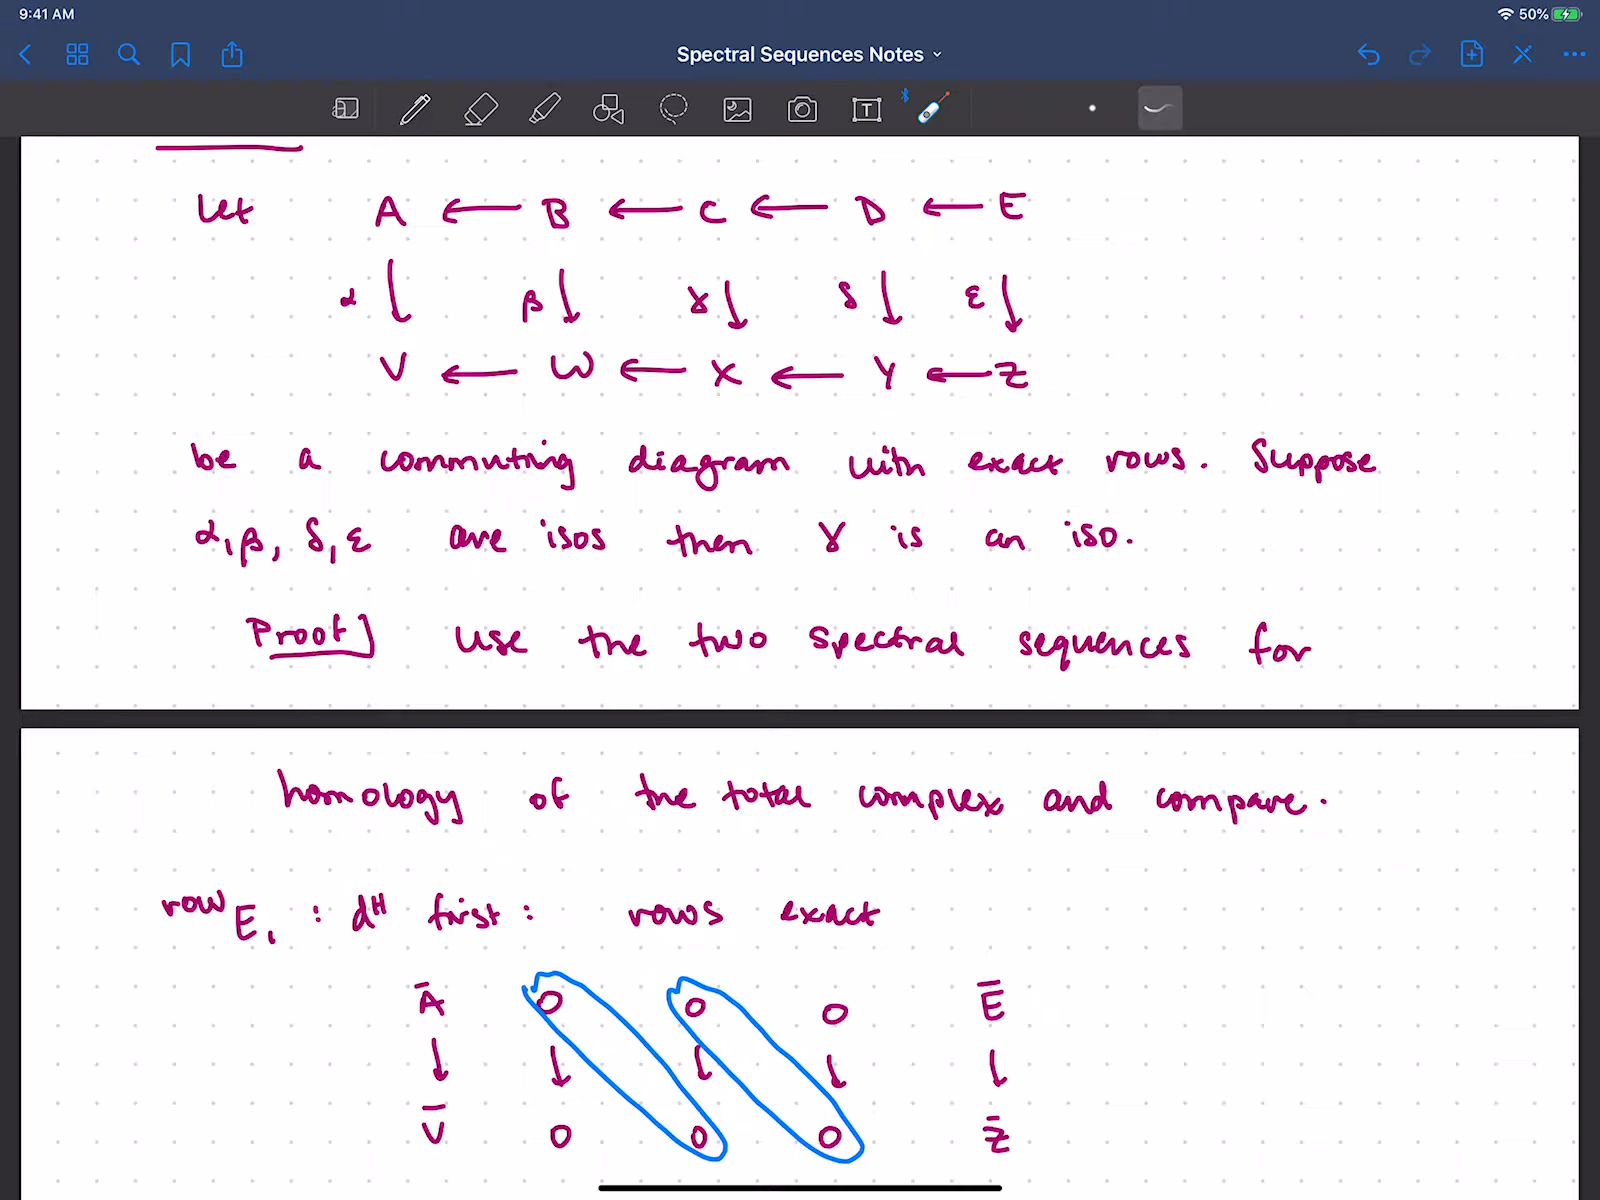 9:41 AM
50%
Spectral Sequences Notes
T
Let A ← B ← C ← D ← E
α ↓ β ↓ γ ↓ δ ↓ ε ↓
V ← W ← X ← Y ← Z
be a commuting diagram with exact rows. Suppose
α, β, δ, ε are isos then γ is an iso.
Proof] Use the two spectral sequences for
homology of the total complex and compare.
row E₁ : dᴴ first : rows exact
Ā 0 0 0 Ē
↓ ↓ ↓ ↓ ↓
V̄ 0 0 0 Z̄